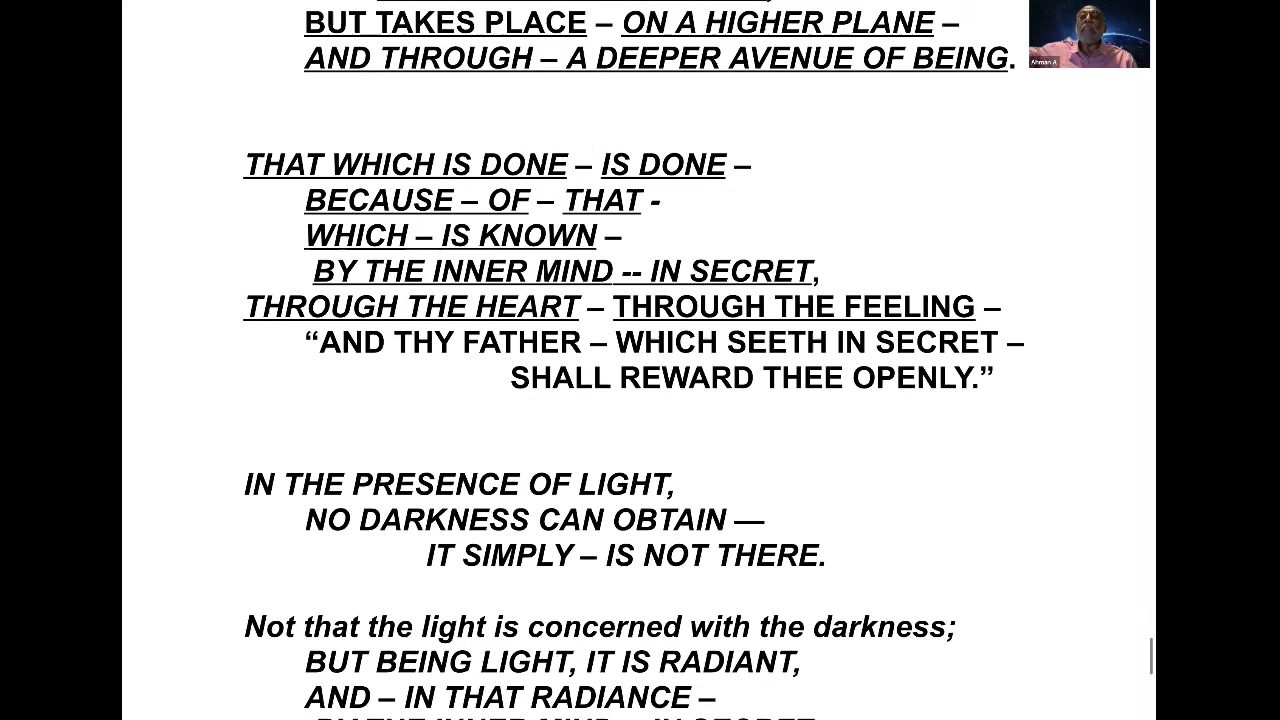 BUT TAKES PLACE – ON A HIGHER PLANE –
AND THROUGH – A DEEPER AVENUE OF BEING.
Ahman A
THAT WHICH IS DONE – IS DONE –
BECAUSE – OF – THAT -
WHICH – IS KNOWN –
BY THE INNER MIND -- IN SECRET,
THROUGH THE HEART – THROUGH THE FEELING –
“AND THY FATHER – WHICH SEETH IN SECRET –
SHALL REWARD THEE OPENLY.”
IN THE PRESENCE OF LIGHT,
NO DARKNESS CAN OBTAIN —
IT SIMPLY – IS NOT THERE.
Not that the light is concerned with the darkness;
BUT BEING LIGHT, IT IS RADIANT,
AND – IN THAT RADIANCE –